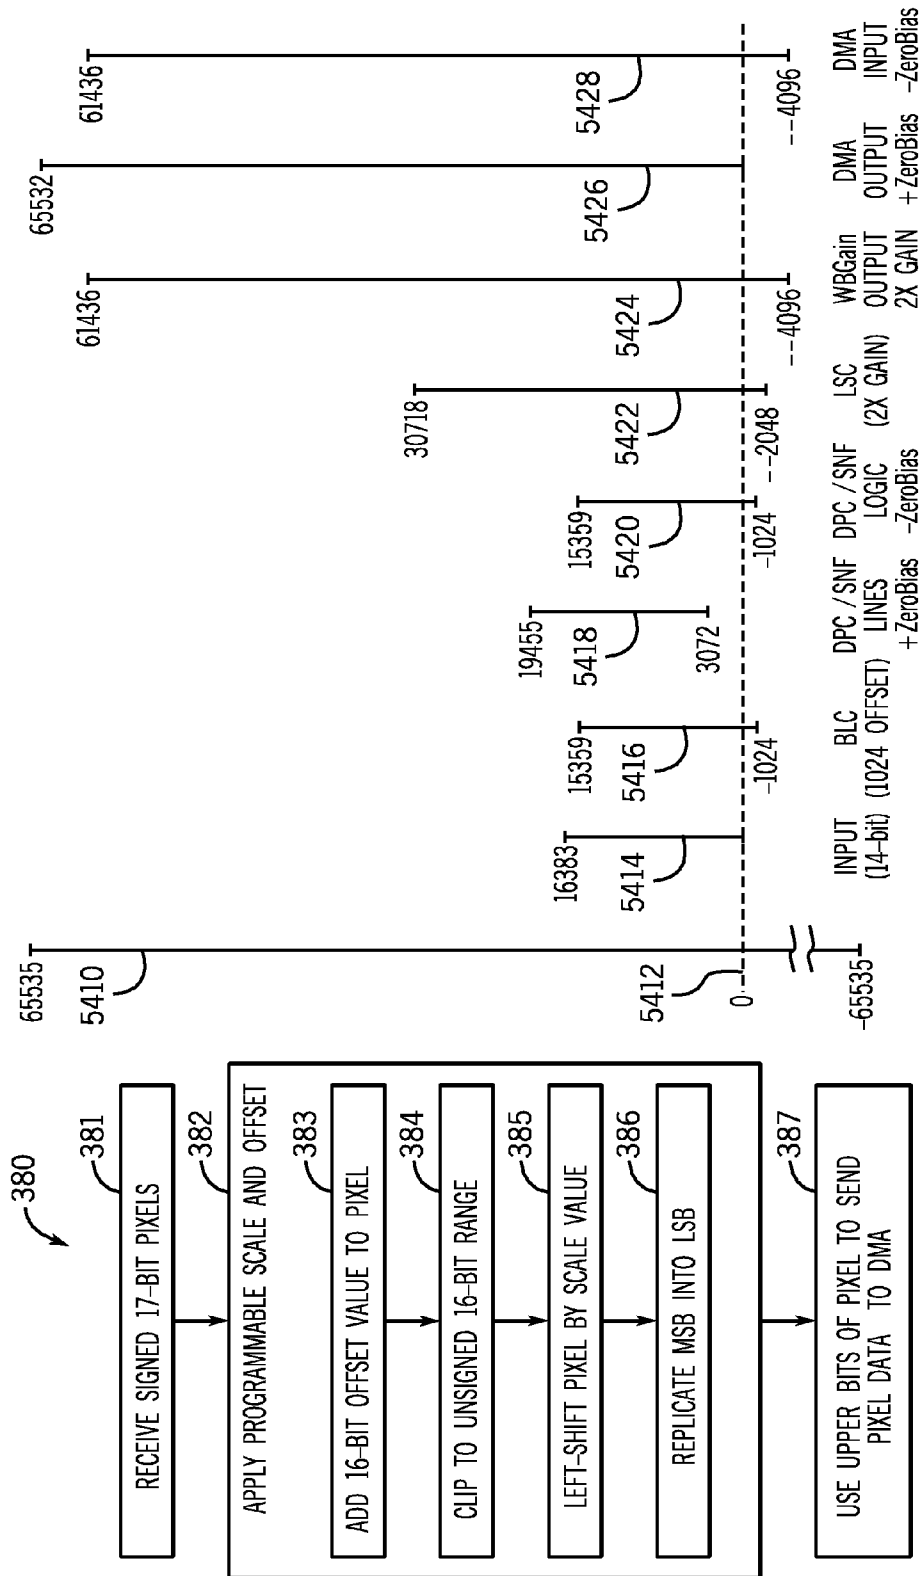 380
381
RECEIVE SIGNED 17-BIT PIXELS
382
APPLY PROGRAMMABLE SCALE AND OFFSET
383
ADD 16-BIT OFFSET VALUE TO PIXEL
384
CLIP TO UNSIGNED 16-BIT RANGE
385
LEFT-SHIFT PIXEL BY SCALE VALUE
386
REPLICATE MSB INTO LSB
387
USE UPPER BITS OF PIXEL TO SEND
PIXEL DATA TO DMA
65535
5410
5412
0
-65535
16383
5414
INPUT
(14-bit)
15359
5416
-1024
BLC
(1024 OFFSET)
19455
5418
3072
DPC/SNF
LINES
+ZeroBias
15359
5420
-1024
DPC/SNF
LOGIC
-ZeroBias
30718
5422
--2048
LSC
(2X GAIN)
61436
5424
--4096
WBGain
OUTPUT
2X GAIN
65532
5426
DMA
OUTPUT
+ZeroBias
61436
5428
--4096
DMA
INPUT
-ZeroBias